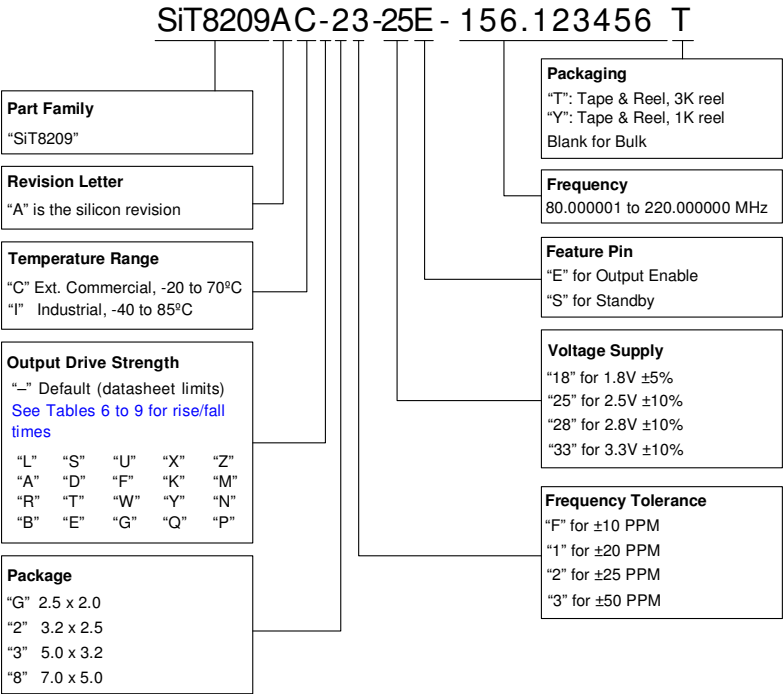 SiT8209AC-23-25E - 156.123456 T
Part Family
“SiT8209”
Revision Letter
“A” is the silicon revision
Temperature Range
“C” Ext. Commercial, -20 to 70ºC
“I” Industrial, -40 to 85ºC
Output Drive Strength
“–” Default (datasheet limits)
See Tables 6 to 9 for rise/fall
times
“L” “S” “U” “X” “Z”
“A” “D” “F” “K” “M”
“R” “T” “W” “Y” “N”
“B” “E” “G” “Q” “P”
Package
“G” 2.5 x 2.0
“2” 3.2 x 2.5
“3” 5.0 x 3.2
“8” 7.0 x 5.0
Packaging
“T”: Tape & Reel, 3K reel
“Y”: Tape & Reel, 1K reel
Blank for Bulk
Frequency
80.000001 to 220.000000 MHz
Feature Pin
“E” for Output Enable
“S” for Standby
Voltage Supply
“18” for 1.8V ±5%
“25” for 2.5V ±10%
“28” for 2.8V ±10%
“33” for 3.3V ±10%
Frequency Tolerance
“F” for ±10 PPM
“1” for ±20 PPM
“2” for ±25 PPM
“3” for ±50 PPM